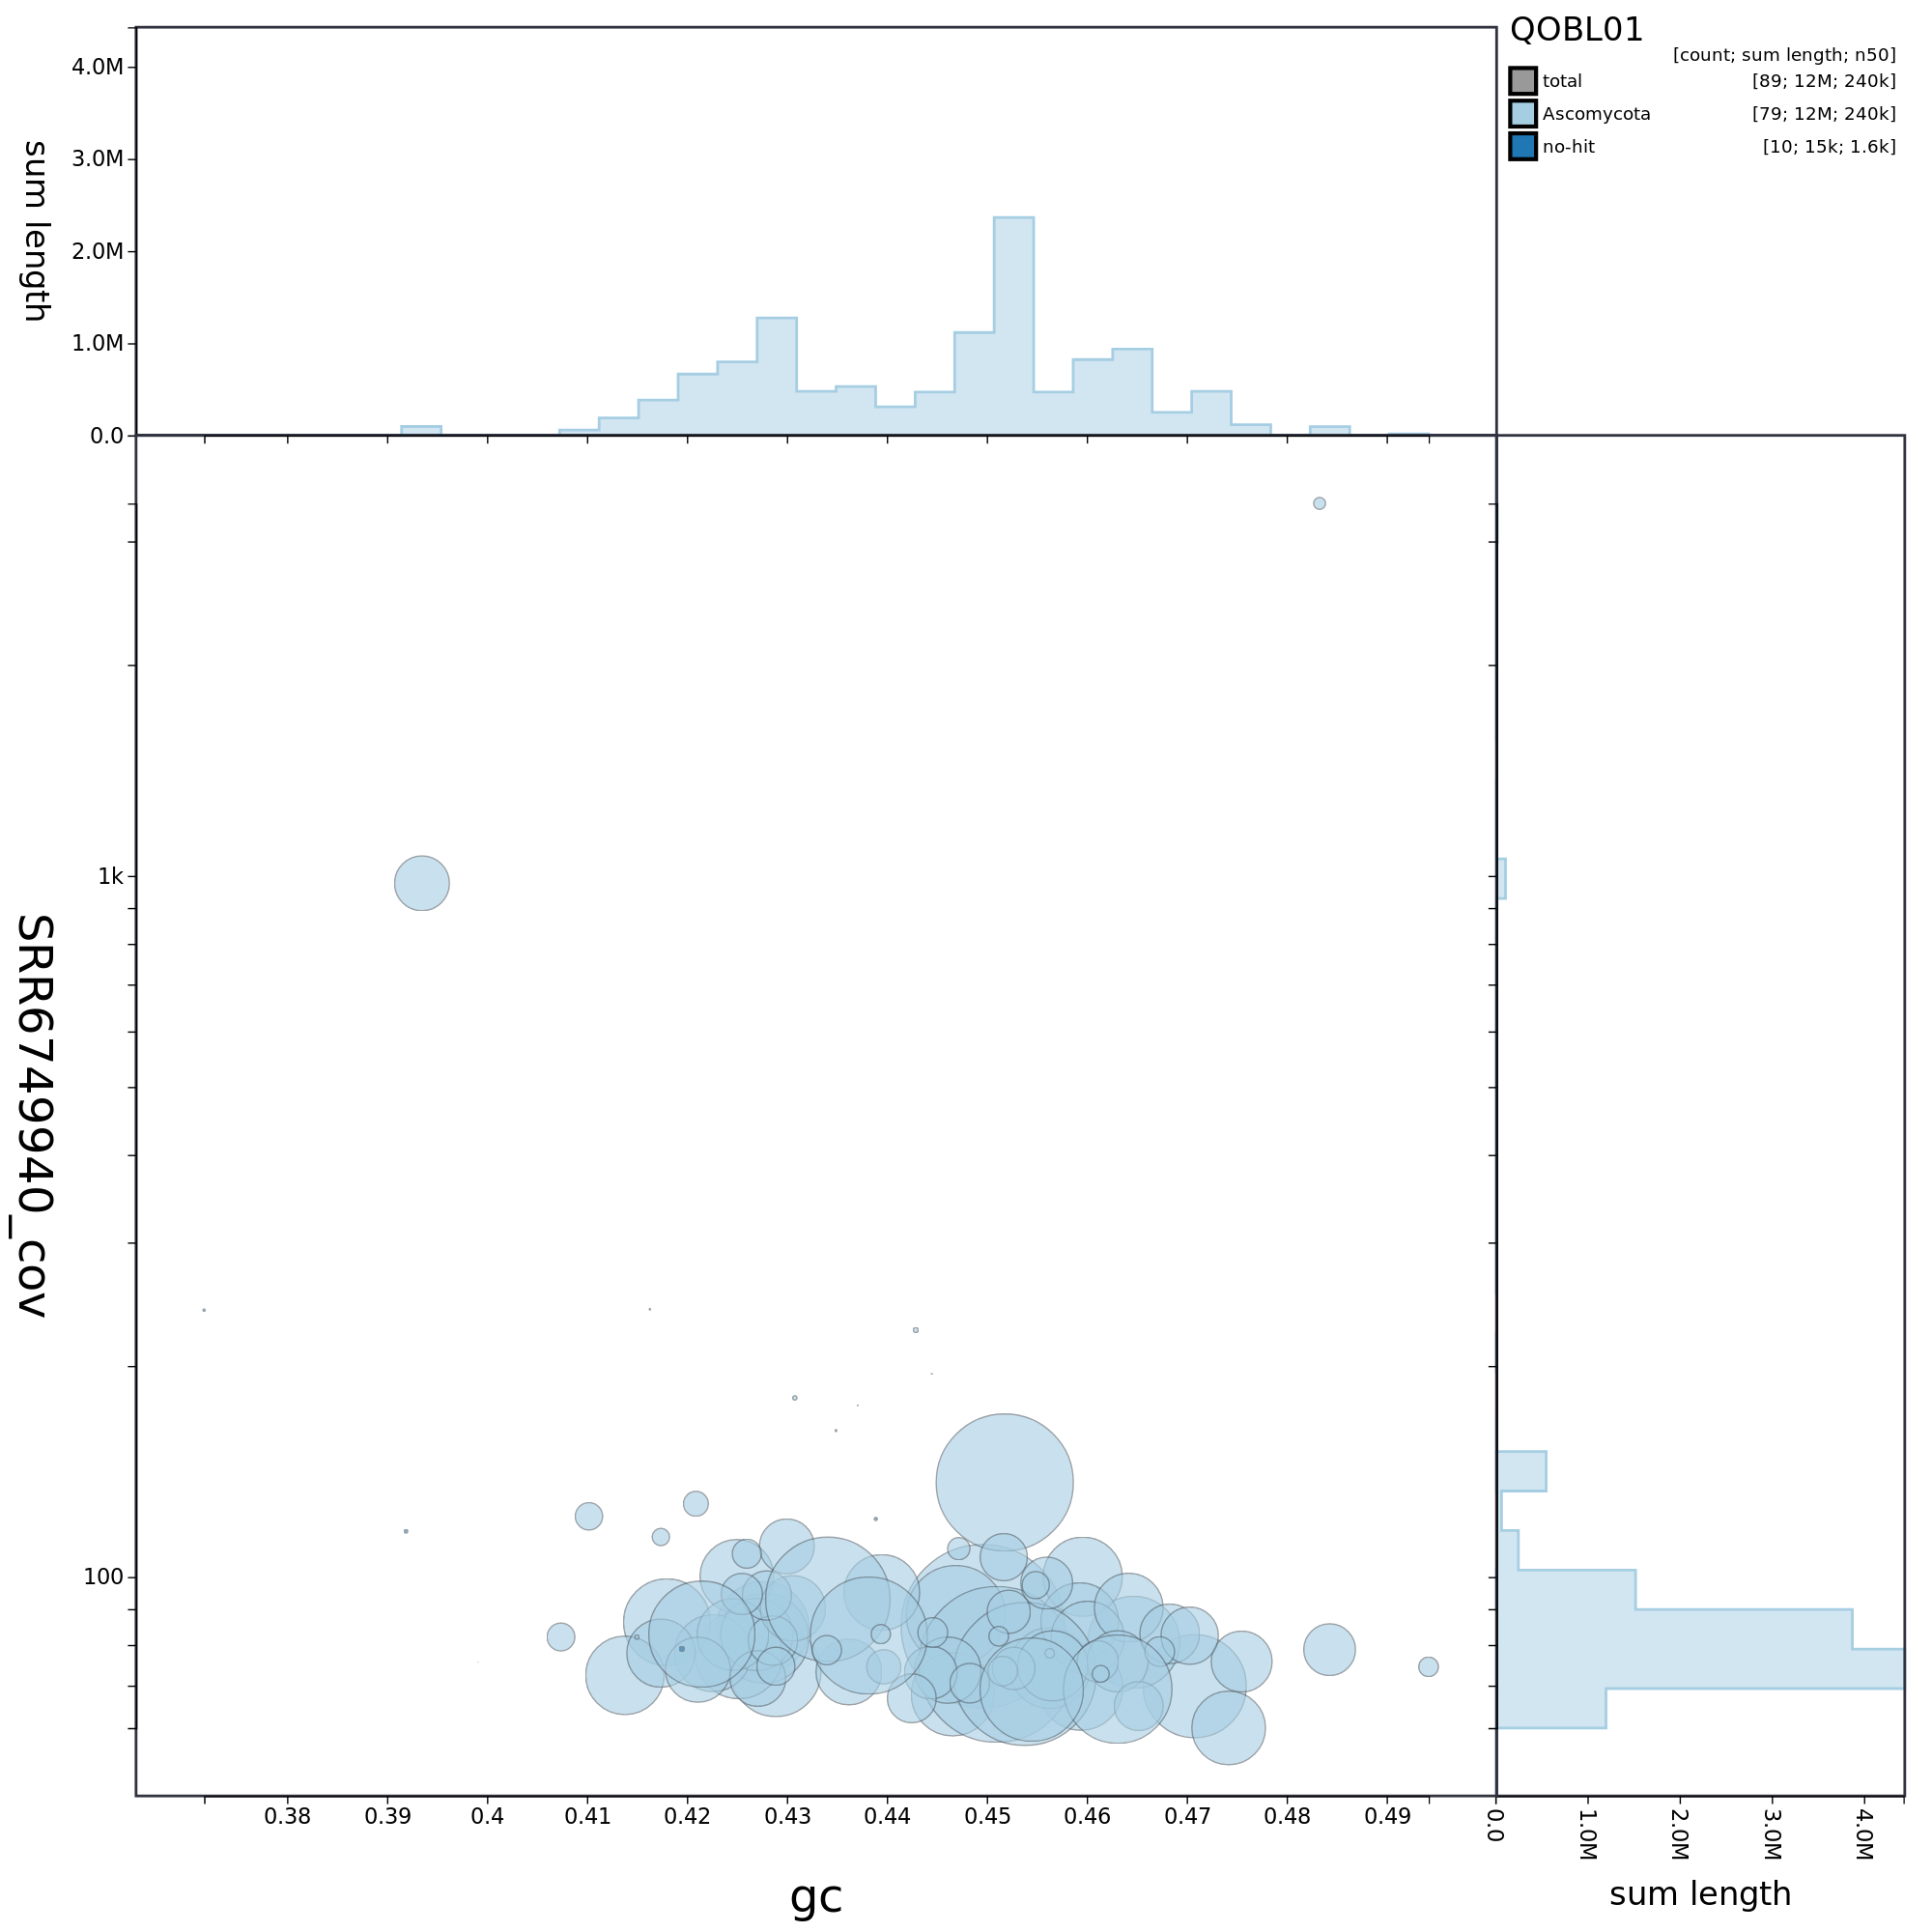 QOBL01
[count; sum length; n50]
total [89; 12M; 240k]
Ascomycota [79; 12M; 240k]
no-hit [10; 15k; 1.6k]
sum length
4.0M
3.0M
2.0M
1.0M
0.0
SRR6749940_cov
1k
100
0.38 0.39 0.4 0.41 0.42 0.43 0.44 0.45 0.46 0.47 0.48 0.49
gc
0.0 1.0M 2.0M 3.0M 4.0M
sum length